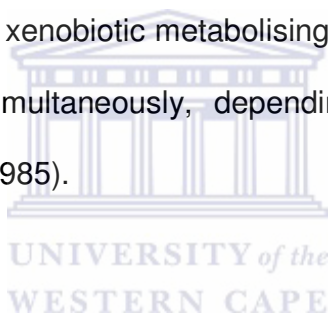 xenobiotic metabolising
multaneously, dependin
985).
UNIVERSITY of the
WESTERN CAPE